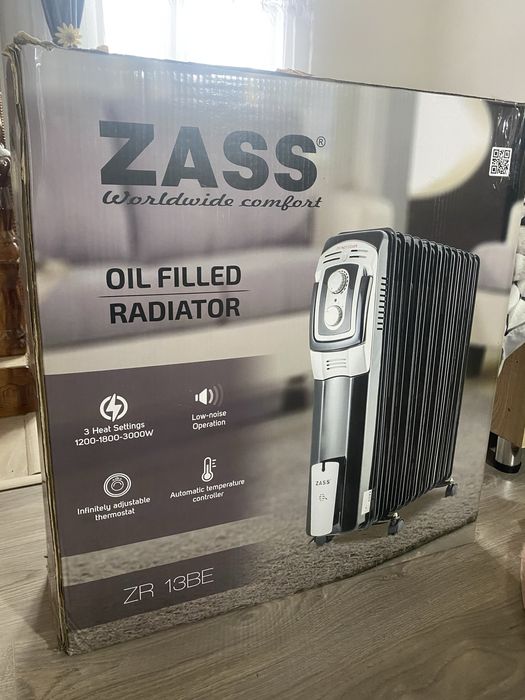 ZASS®
Worldwide comfort
OIL FILLED
RADIATOR
3 Heat Settings
1200-1800-3000W
Low-noise
Operation
Infinitely adjustable
thermostat
Automatic temperature
controller
ZASS
ZR 13BE